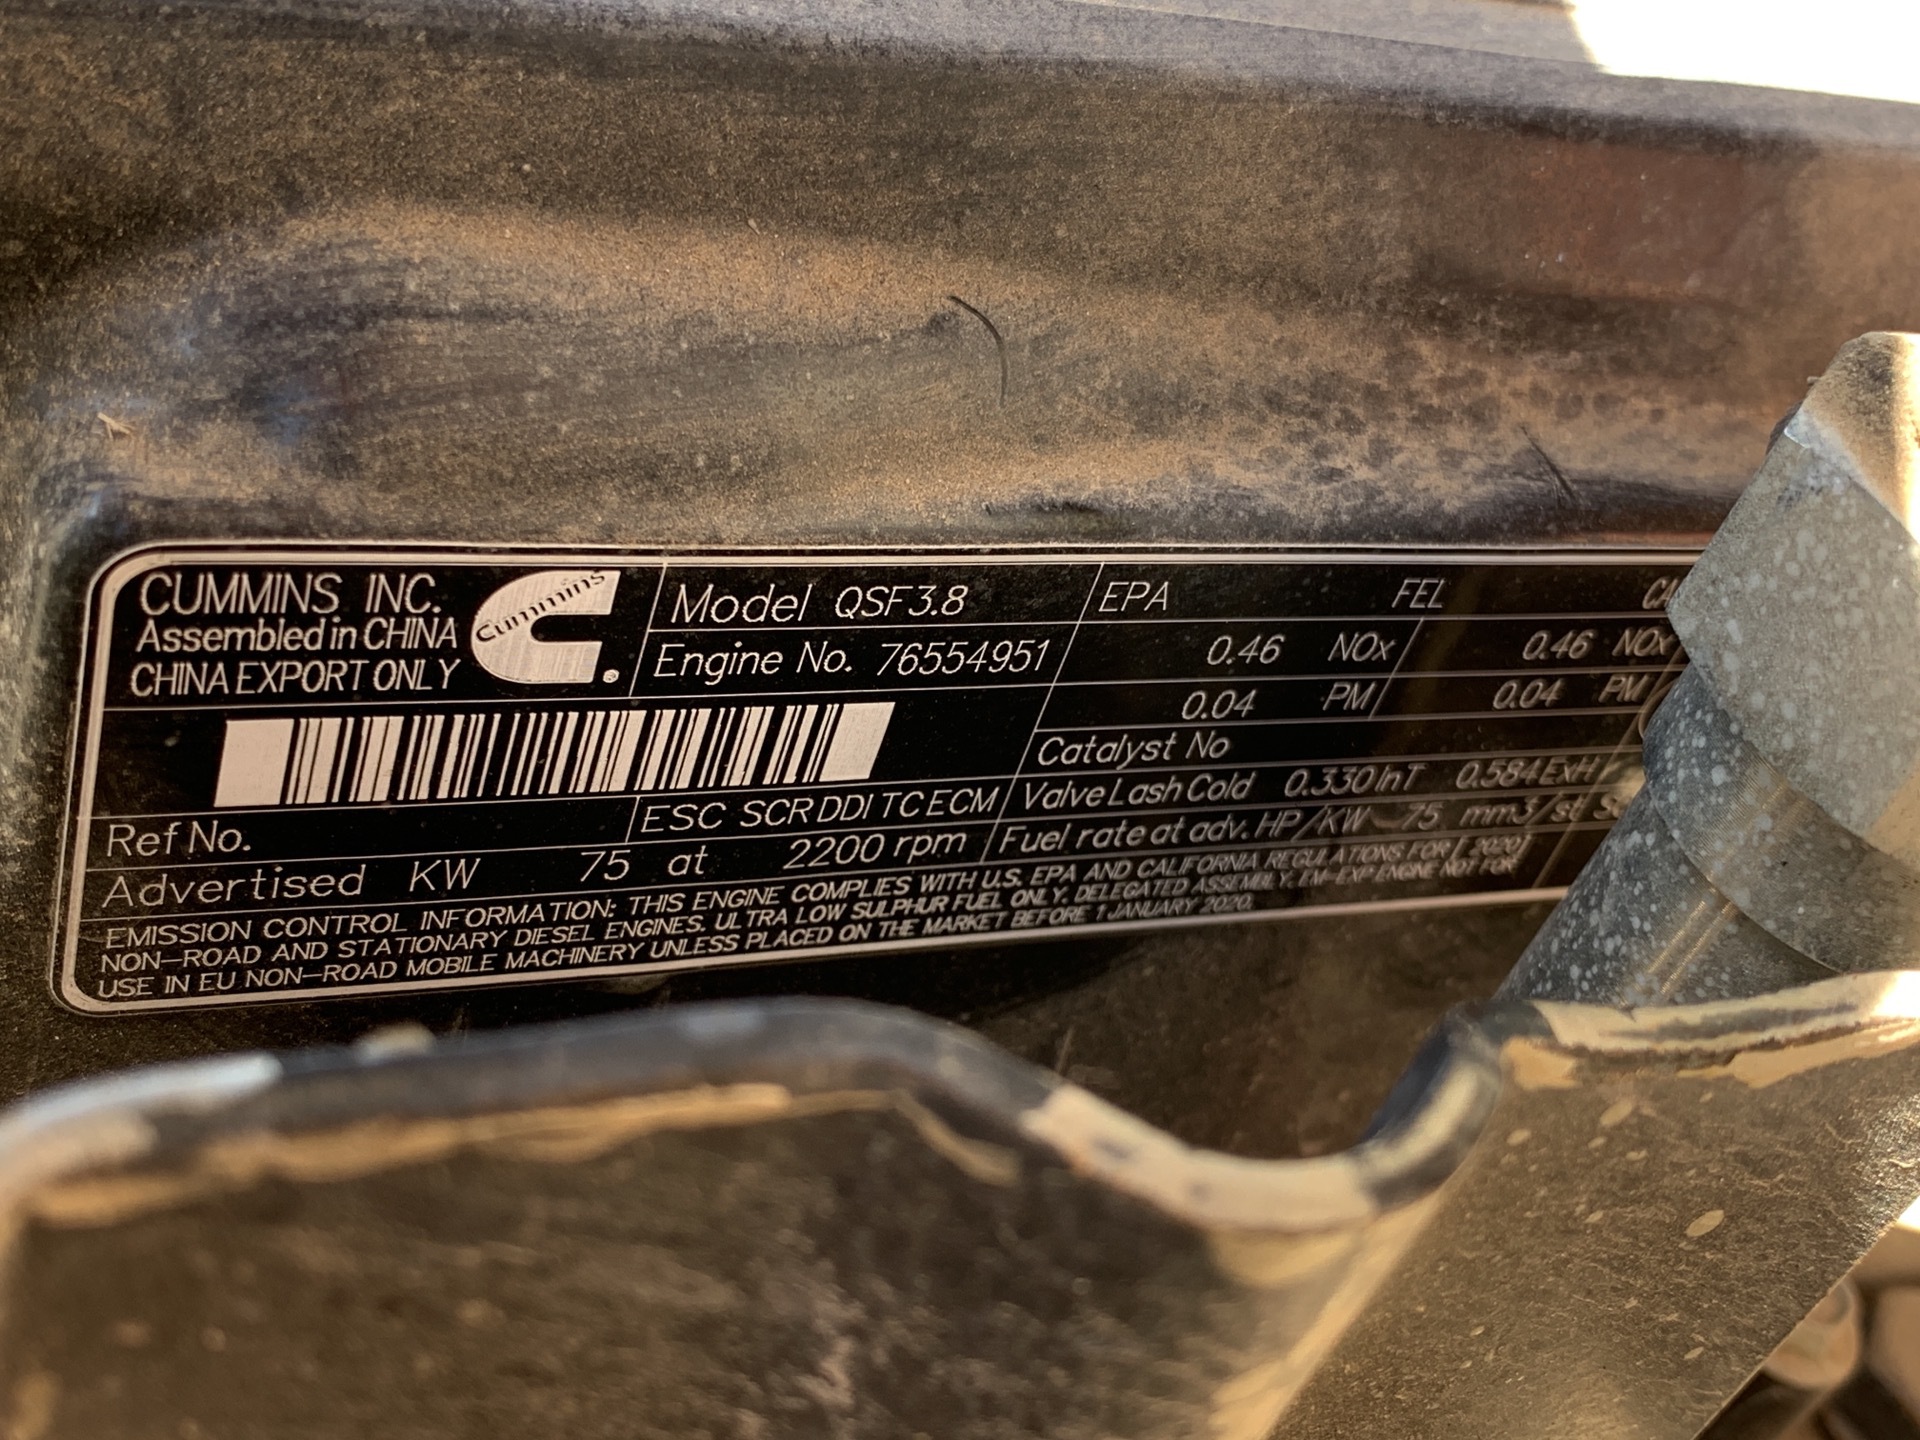 CUMMINS INC.
Assembled in CHINA
CHINA EXPORT ONLY
Cummins
Model QSF3.8
Engine No. 76554951
EPA FEL
0.46 NOx 0.46 NOx
0.04 PM 0.04 PM
Catalyst No
Valve Lash Cold 0.330 InT 0.584 ExH
Ref No.
ESC SCR DDI TC ECM
Fuel rate at adv. HP/KW 75 mm3/st
Advertised KW 75 at 2200 rpm
EMISSION CONTROL INFORMATION: THIS ENGINE COMPLIES WITH U.S. EPA AND CALIFORNIA REGULATIONS FOR [ 2020]
NON-ROAD AND STATIONARY DIESEL ENGINES. ULTRA LOW SULPHUR FUEL ONLY. DELEGATED ASSEMBLY. EM-EXP ENGINE NOT FOR
USE IN EU NON-ROAD MOBILE MACHINERY UNLESS PLACED ON THE MARKET BEFORE 1 JANUARY 2020.